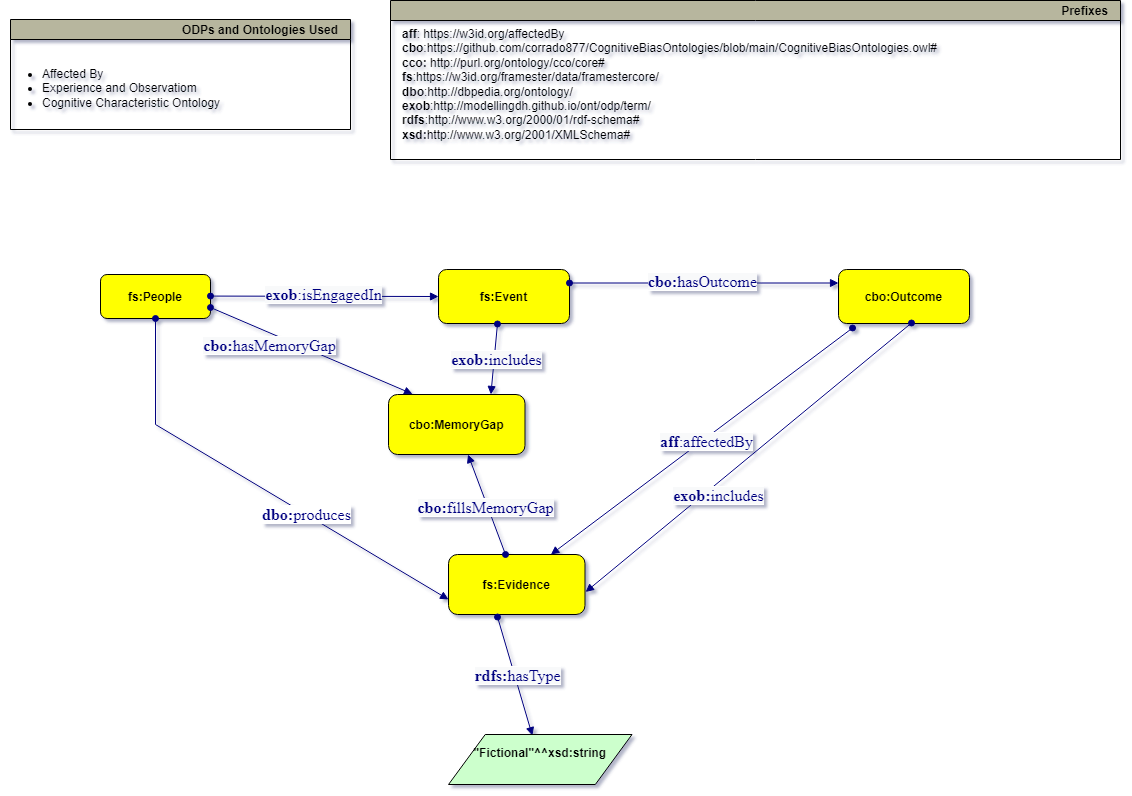 ODPs and Ontologies Used
Affected By
Experience and Observatiom
Cognitive Characteristic Ontology
Prefixes
aff: https://w3id.org/affectedBy
cbo:https://github.com/corrado877/CognitiveBiasOntologies/blob/main/CognitiveBiasOntologies.owl#
cco: http://purl.org/ontology/cco/core#
fs:https://w3id.org/framester/data/framestercore/
dbo:http://dbpedia.org/ontology/
exob:http://modellingdh.github.io/ont/odp/term/
rdfs:http://www.w3.org/2000/01/rdf-schema#
xsd:http://www.w3.org/2001/XMLSchema#
fs:People
exob:isEngagedIn
fs:Event
cbo:hasOutcome
cbo:Outcome
cbo:hasMemoryGap
exob:includes
cbo:MemoryGap
aff:affectedBy
exob:includes
cbo:fillsMemoryGap
dbo:produces
fs:Evidence
rdfs:hasType
"Fictional"^^xsd:string